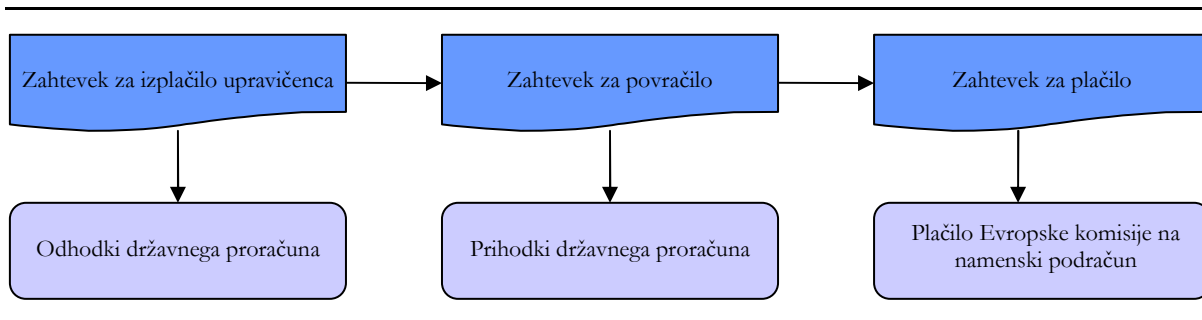 Zahtevek za izplačilo upravičenca
Zahtevek za povračilo
Zahtevek za plačilo
Odhodki državnega proračuna
Prihodki državnega proračuna
Plačilo Evropske komisije na
namenski podračun